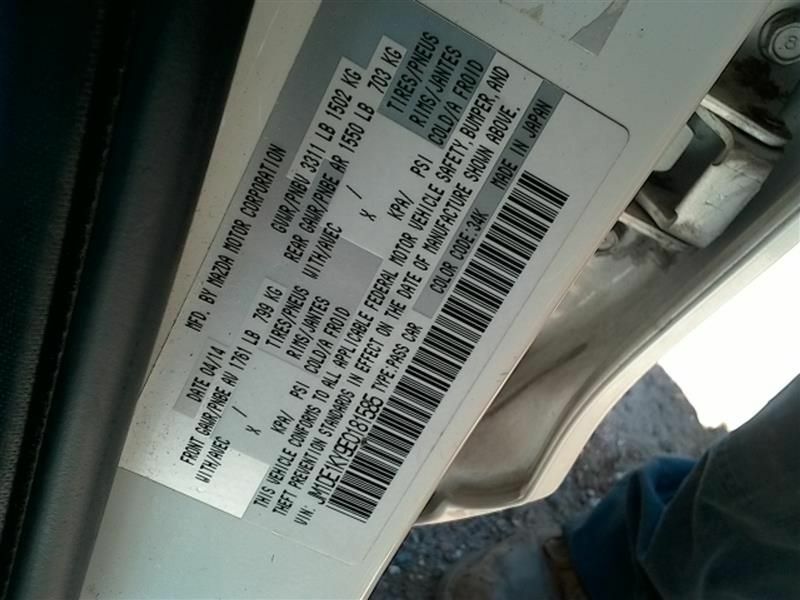 MFD. BY MAZDA MOTOR CORPORATION
DATE 04/14 GVWR/PNBV 3311 LB 1502 KG
FRONT GAWR/PNBE AV 1761 LB 799 KG REAR GAWR/PNBE AR 1550 LB 703 KG
WITH/AVEC / X TIRES/PNEUS RIMS/JANTES WITH/AVEC / X TIRES/PNEUS RIMS/JANTES
KPA/ PSI COLD/A FROID KPA/ PSI COLD/A FROID
THIS VEHICLE CONFORMS TO ALL APPLICABLE FEDERAL MOTOR VEHICLE SAFETY, BUMPER, AND
THEFT PREVENTION STANDARDS IN EFFECT ON THE DATE OF MANUFACTURE SHOWN ABOVE.
VIN: JM1DE1KY9E0181585 TYPE:PASS CAR COLOR CODE:34K MADE IN JAPAN
8